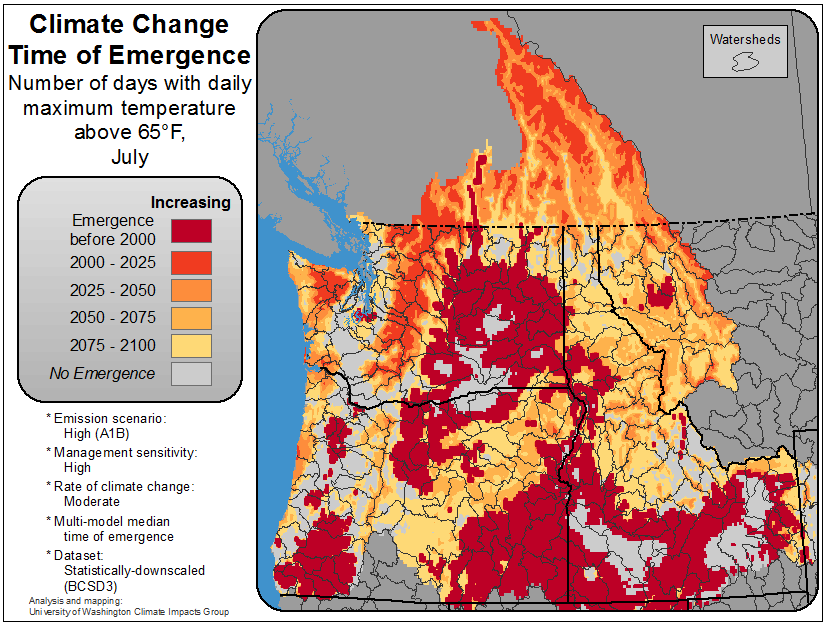 Climate Change
Time of Emergence
Number of days with daily
maximum temperature
above 65°F,
July
Watersheds
Increasing
Emergence
before 2000
2000 - 2025
2025 - 2050
2050 - 2075
2075 - 2100
No Emergence
* Emission scenario:
High (A1B)
* Management sensitivity:
High
* Rate of climate change:
Moderate
* Multi-model median
time of emergence
* Dataset:
Statistically-downscaled
(BCSD3)
Analysis and mapping:
University of Washington Climate Impacts Group